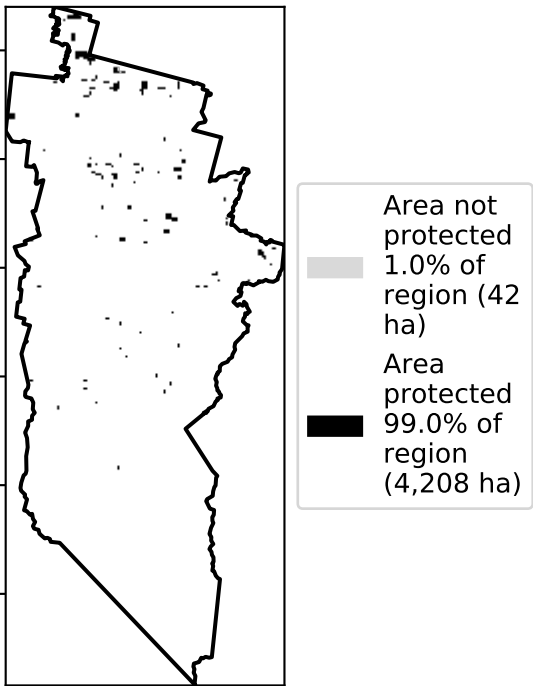 Area not
protected
1.0% of
region (42
ha)
Area
protected
99.0% of
region
(4,208 ha)